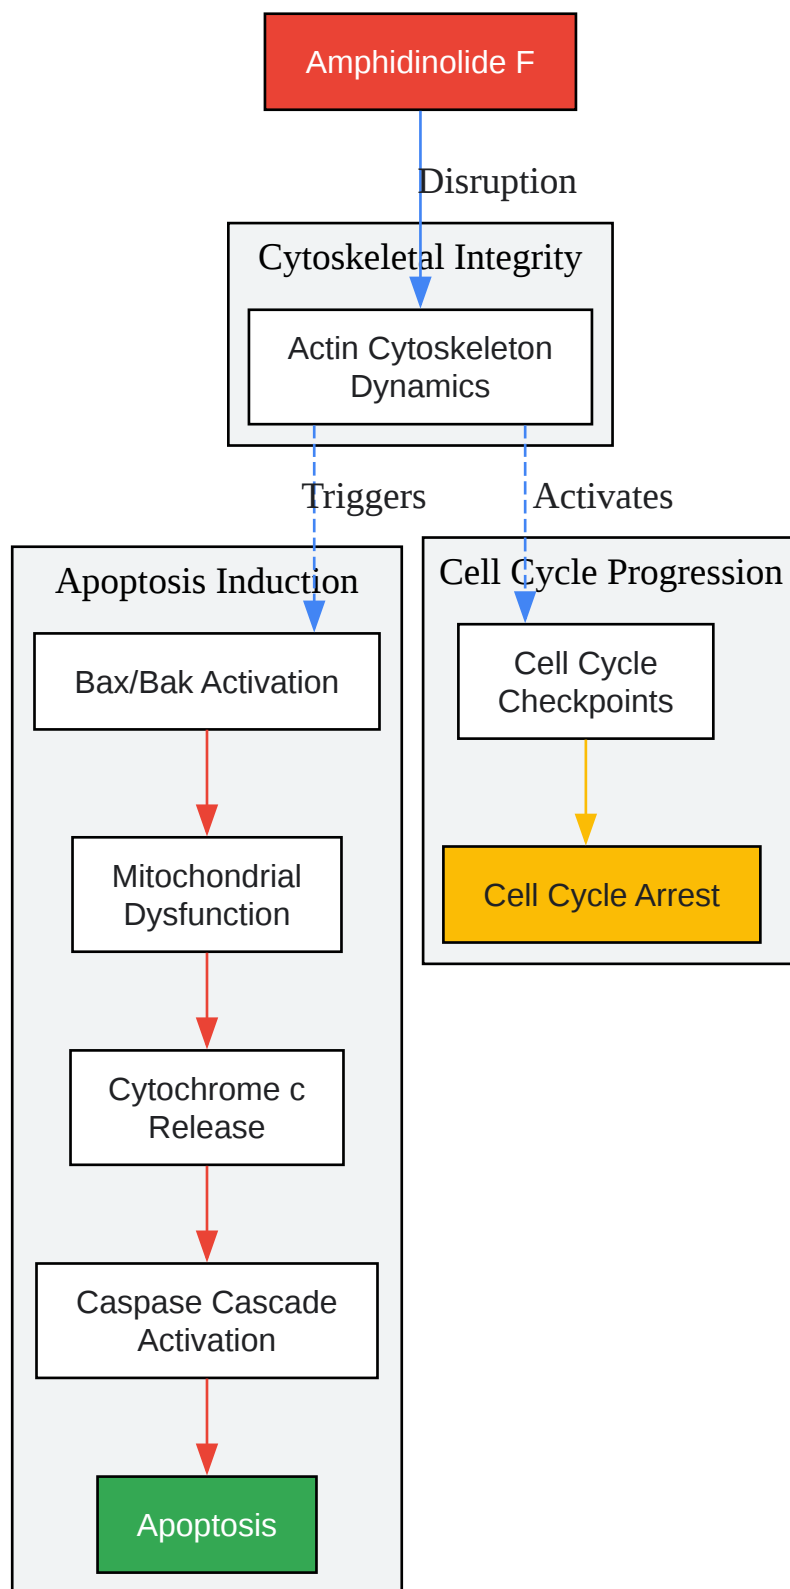 Amphidinolide F
Disruption
Cytoskeletal Integrity
Actin Cytoskeleton
Dynamics
Triggers
Activates
Apoptosis Induction
Bax/Bak Activation
Mitochondrial
Dysfunction
Cytochrome c
Release
Caspase Cascade
Activation
Apoptosis
Cell Cycle Progression
Cell Cycle
Checkpoints
Cell Cycle Arrest